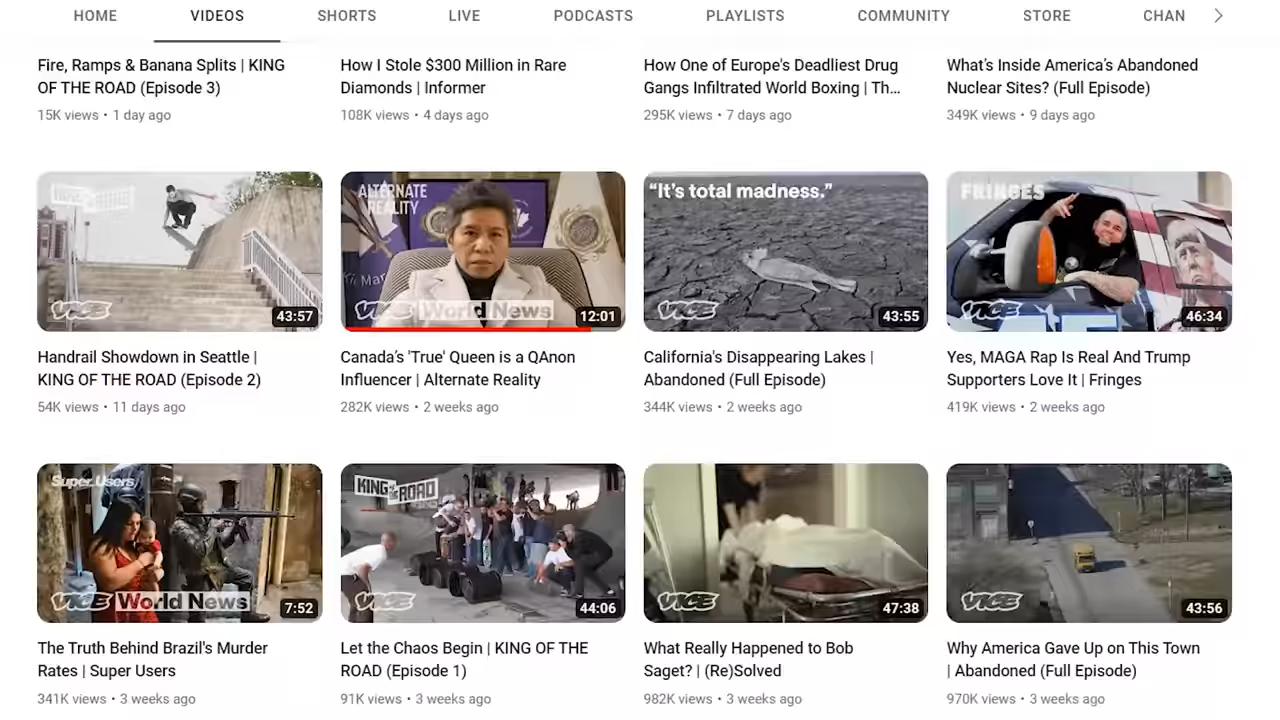 HOME VIDEOS SHORTS LIVE PODCASTS PLAYLISTS COMMUNITY STORE CHAN
Fire, Ramps & Banana Splits | KING
OF THE ROAD (Episode 3)
15K views • 1 day ago
How I Stole $300 Million in Rare
Diamonds | Informer
108K views • 4 days ago
How One of Europe's Deadliest Drug
Gangs Infiltrated World Boxing | Th...
295K views • 7 days ago
What's Inside America's Abandoned
Nuclear Sites? (Full Episode)
349K views • 9 days ago
VICE
43:57
Handrail Showdown in Seattle |
KING OF THE ROAD (Episode 2)
54K views • 11 days ago
ALTERNATE
REALITY
VICE World News
12:01
Canada's 'True' Queen is a QAnon
Influencer | Alternate Reality
282K views • 2 weeks ago
“It’s total madness.”
VICE
43:55
California's Disappearing Lakes |
Abandoned (Full Episode)
344K views • 2 weeks ago
FRINGES
VICE
46:34
Yes, MAGA Rap Is Real And Trump
Supporters Love It | Fringes
419K views • 2 weeks ago
Super Users
VICE World News
7:52
The Truth Behind Brazil's Murder
Rates | Super Users
341K views • 3 weeks ago
KING OF THE ROAD
VICE
44:06
Let the Chaos Begin | KING OF THE
ROAD (Episode 1)
91K views • 3 weeks ago
VICE
47:38
What Really Happened to Bob
Saget? | (Re)Solved
982K views • 3 weeks ago
VICE
43:56
Why America Gave Up on This Town
| Abandoned (Full Episode)
970K views • 3 weeks ago